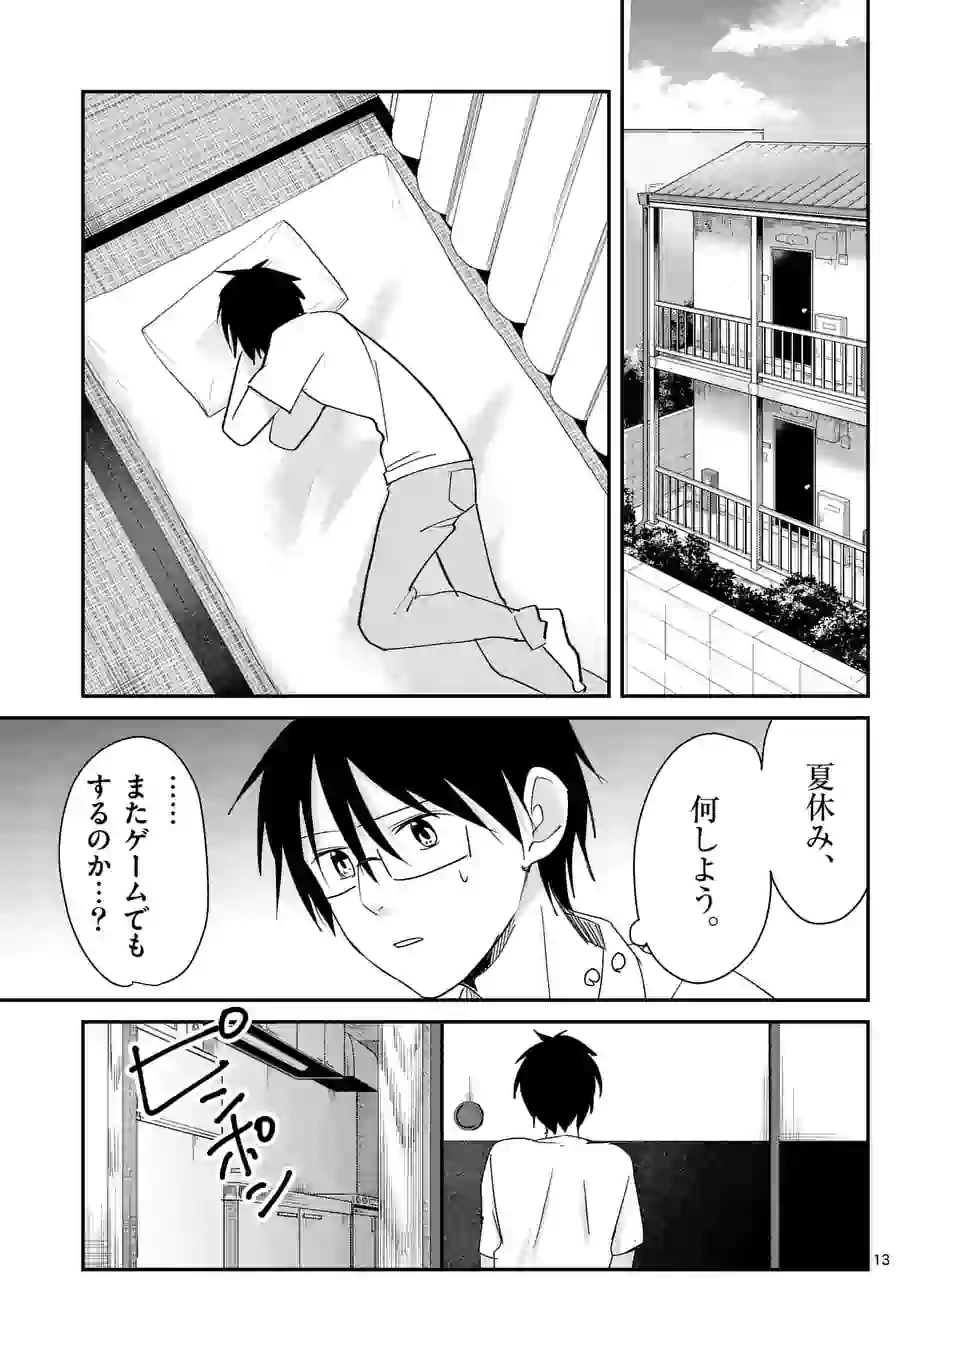 夏休み、
何しよう。
……
またゲームでも
するのか…？
ピンポン
13